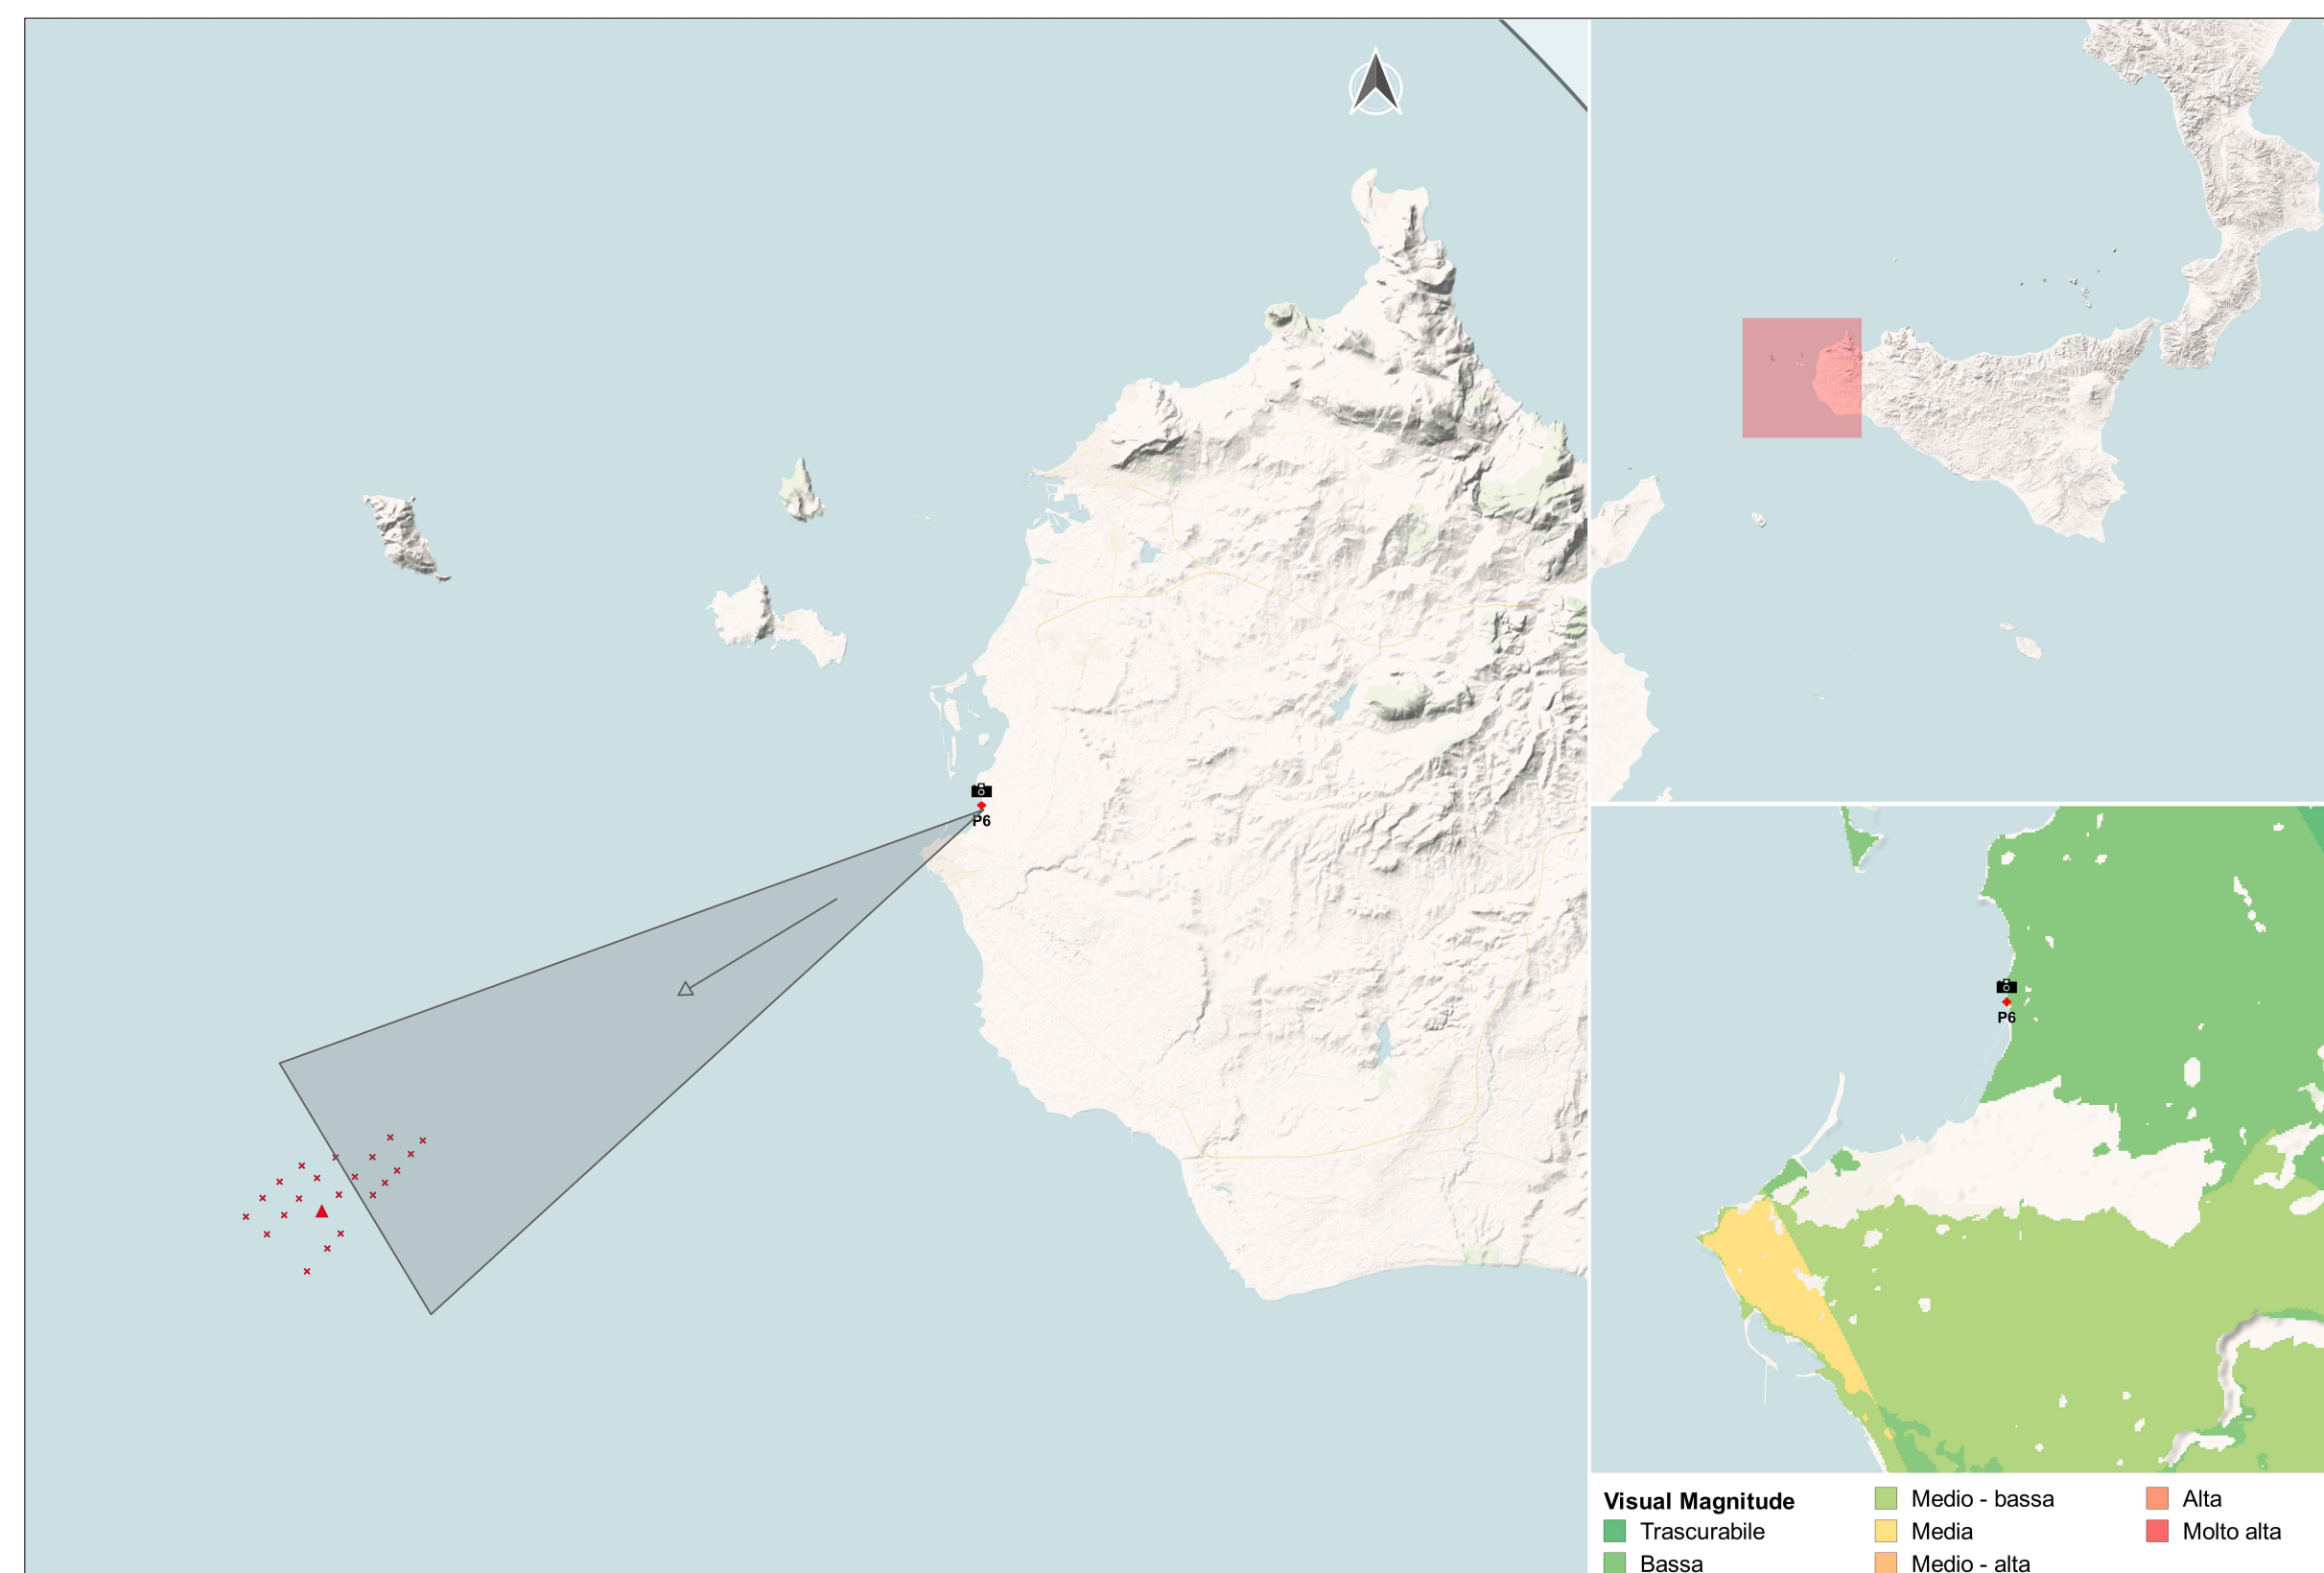 P6
P6
Visual Magnitude
Trascurabile
Bassa
Medio - bassa
Media
Medio - alta
Alta
Molto alta